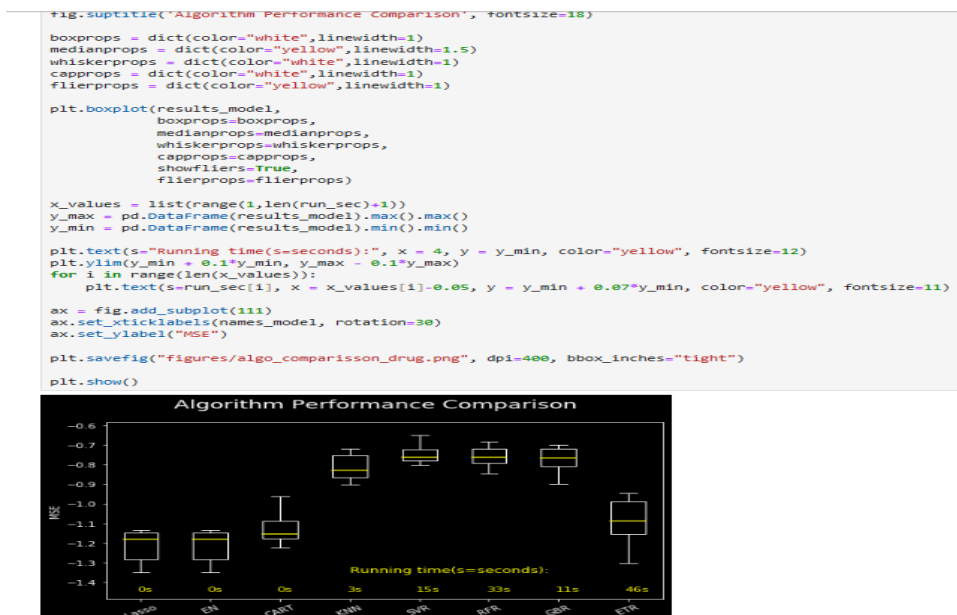 fig.suptitle('Algorithm Performance Comparison', fontsize=18)
boxprops = dict(color="white",linewidth=1)
medianprops = dict(color="yellow",linewidth=1.5)
whiskerprops = dict(color="white",linewidth=1)
capprops = dict(color="white",linewidth=1)
flierprops = dict(color="yellow",linewidth=1)
plt.boxplot(results_model,
boxprops=boxprops,
medianprops=medianprops,
whiskerprops=whiskerprops,
capprops=capprops,
showfliers=True,
flierprops=flierprops)
x_values = list(range(1,len(run_sec)+1))
y_max = pd.DataFrame(results_model).max().max()
y_min = pd.DataFrame(results_model).min().min()
plt.text(s="Running time(s=seconds):", x = 4, y = y_min, color="yellow", fontsize=12)
plt.ylim(y_min + 0.1*y_min, y_max - 0.1*y_max)
for i in range(len(x_values)):
plt.text(s=run_sec[i], x = x_values[i]-0.05, y = y_min + 0.07*y_min, color="yellow", fontsize=11)
ax = fig.add_subplot(111)
ax.set_xticklabels(names_model, rotation=30)
ax.set_ylabel("MSE")
plt.savefig("figures/algo_comparisson_drug.png", dpi=400, bbox_inches="tight")
plt.show()
Algorithm Performance Comparison
−0.6
−0.7
−0.8
−0.9
−1.0
−1.1
−1.2
−1.3
−1.4
MSE
Running time(s=seconds):
0s 0s 0s 3s 15s 33s 11s 46s
Lasso EN CART KNN SVR RFR GBR ETR